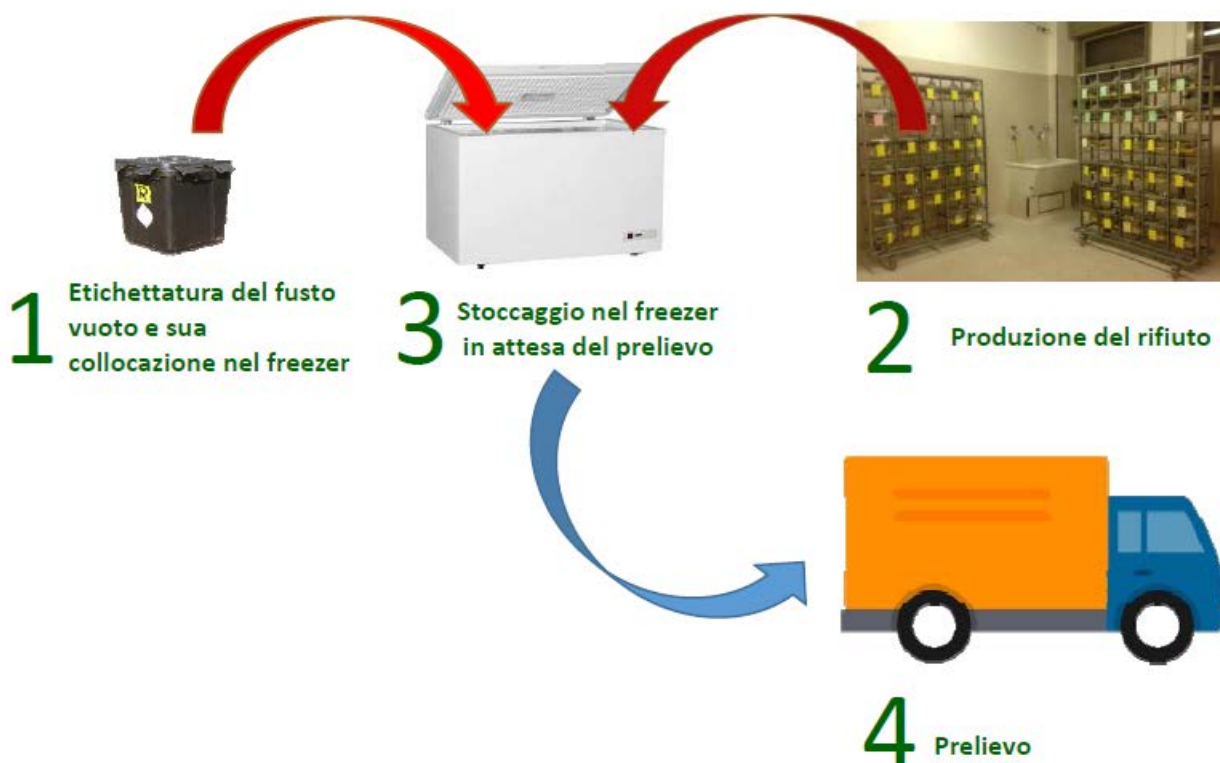 1
Etichettatura del fusto
vuoto e sua
collocazione nel freezer
3
Stoccaggio nel freezer
in attesa del prelievo
2
Produzione del rifiuto
R
4
Prelievo